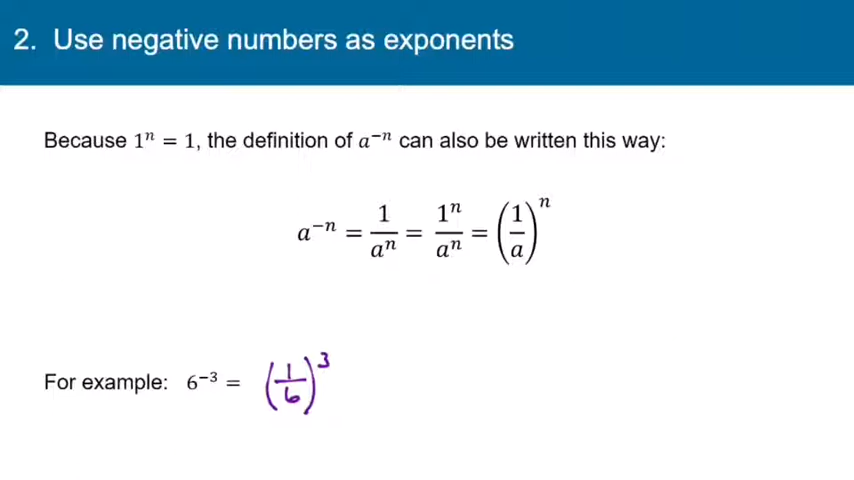 2. Use negative numbers as exponents
Because 1ⁿ = 1, the definition of a⁻ⁿ can also be written this way:
a⁻ⁿ = 1/aⁿ = 1ⁿ/aⁿ = (1/a)ⁿ
For example: 6⁻³ = (1/6)³